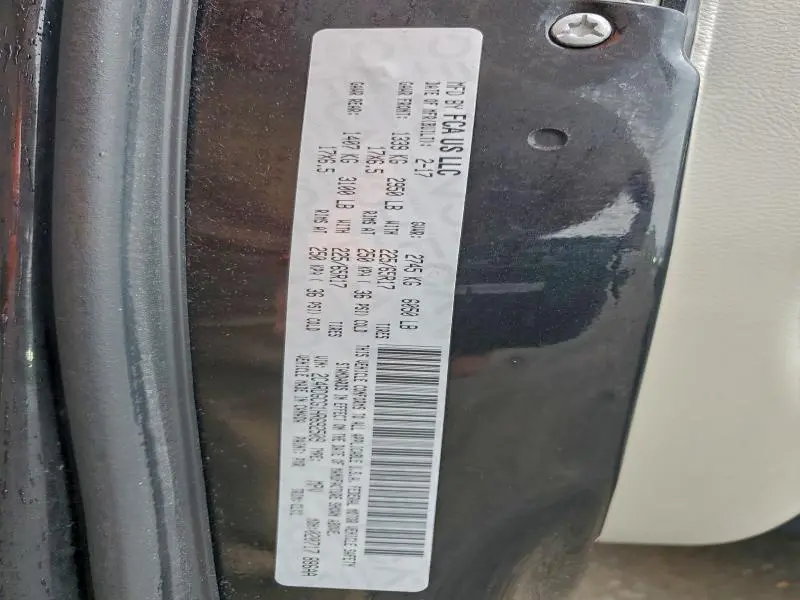 MFD BY FCA US LLC
DATE OF MFR: 2-17 GVWR: 2745 KG 6050 LB
GAWR FRONT: 1339 KG 2950 LB WITH 225/65R17 TIRES
17X6.5 RIMS AT 250 KPA/ 36 PSI COLD
GAWR REAR: 1407 KG 3100 LB WITH 225/65R17 TIRES
17X6.5 RIMS AT 250 KPA/ 36 PSI COLD
THIS VEHICLE CONFORMS TO ALL APPLICABLE U.S.A. FEDERAL MOTOR VEHICLE SAFETY
STANDARDS IN EFFECT ON THE DATE OF MANUFACTURE SHOWN ABOVE.
VIN: TYPE: MPV
VEHICLE MADE IN CANADA PAINT: TRIM: